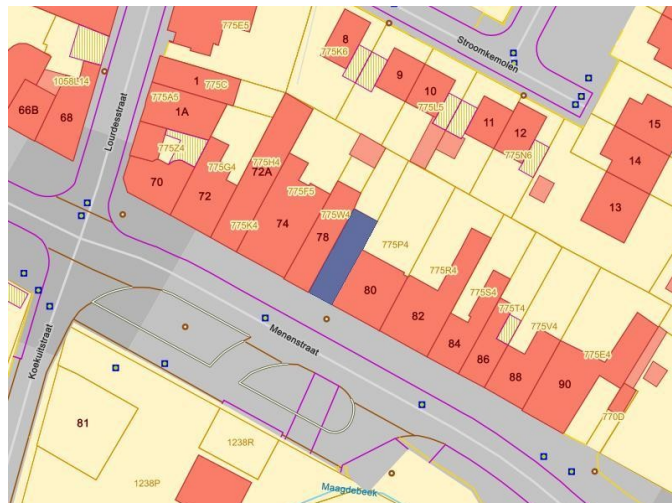 775E5
8
775K6
Stroomkemolen
1058L14
1
775C
9
10
775A5
66B
68
1A
775L5
11
12
15
Lourdesstraat
775Z4
775G4
775H4
72A
775N6
14
70
72
775F5
13
775K4
74
78
775W4
775P4
775R4
80
775S4
82
775T4
84
775V4
86
Menenstraat
88
775E4
90
Koekuitstraat
770D
81
1238R
1238P
Maagdebeek